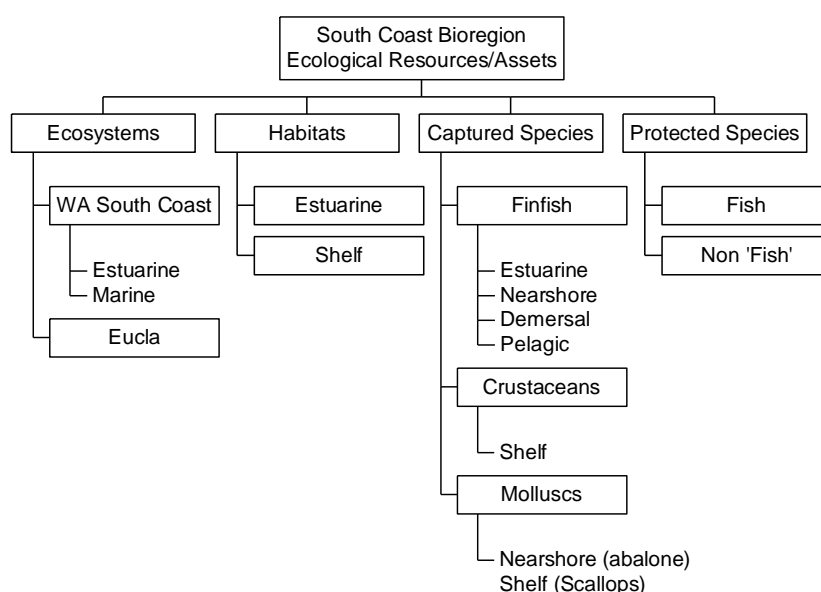 South Coast Bioregion
Ecological Resources/Assets
Ecosystems
Habitats
Captured Species
Protected Species
WA South Coast
Estuarine
Marine
Eucla
Estuarine
Shelf
Finfish
Estuarine
Nearshore
Demersal
Pelagic
Crustaceans
Shelf
Molluscs
Nearshore (abalone)
Shelf (Scallops)
Fish
Non 'Fish'